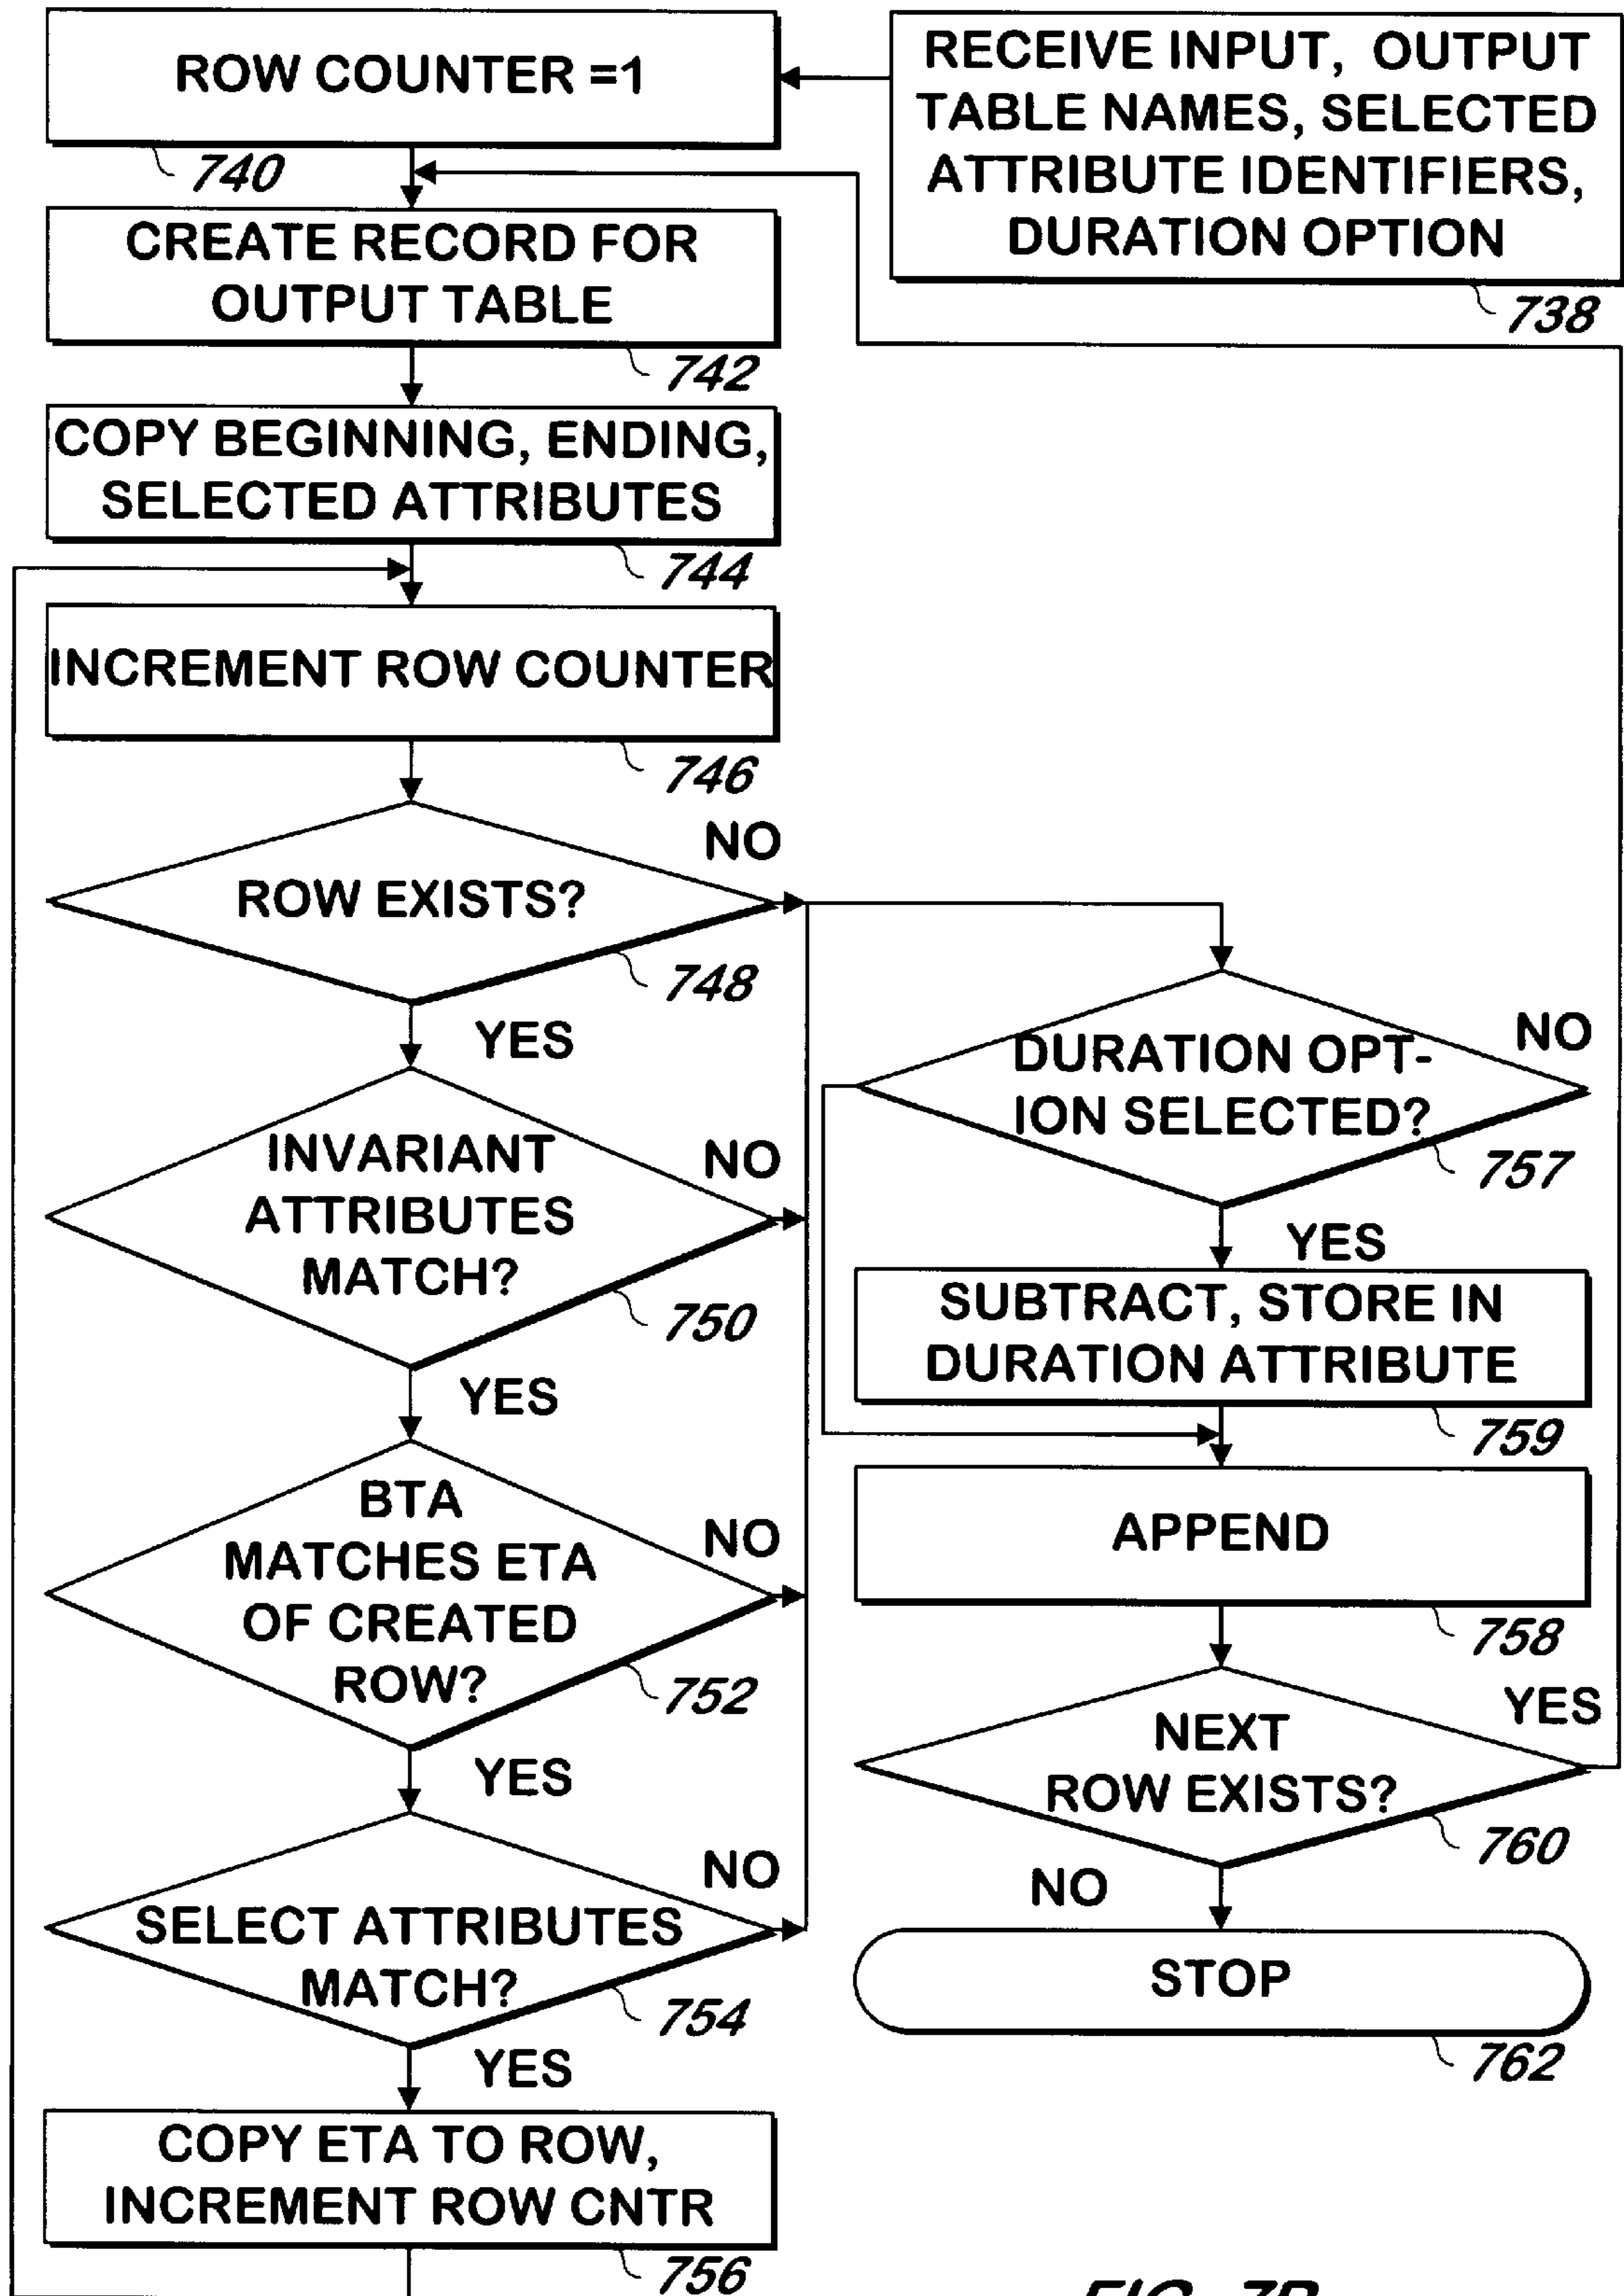 ROW COUNTER =1
740
RECEIVE INPUT, OUTPUT
TABLE NAMES, SELECTED
ATTRIBUTE IDENTIFIERS,
DURATION OPTION
738
CREATE RECORD FOR
OUTPUT TABLE
742
COPY BEGINNING, ENDING,
SELECTED ATTRIBUTES
744
INCREMENT ROW COUNTER
746
ROW EXISTS?
NO
748
YES
INVARIANT
ATTRIBUTES
MATCH?
NO
750
YES
BTA
MATCHES ETA
OF CREATED
ROW?
NO
752
YES
SELECT ATTRIBUTES
MATCH?
NO
754
YES
COPY ETA TO ROW,
INCREMENT ROW CNTR
756
DURATION OPT-
ION SELECTED?
NO
757
YES
SUBTRACT, STORE IN
DURATION ATTRIBUTE
759
APPEND
758
NEXT
ROW EXISTS?
YES
760
NO
STOP
762